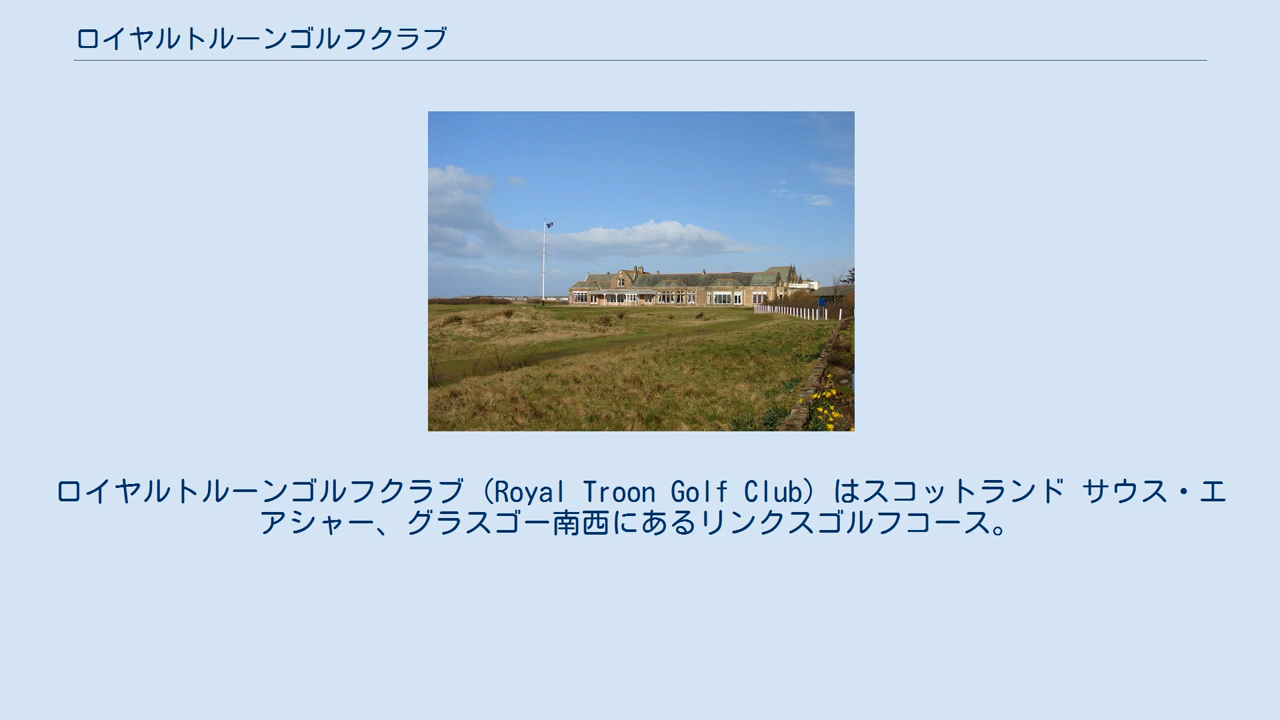 ロイヤルトルーンゴルフクラブ
ロイヤルトルーンゴルフクラブ（Royal Troon Golf Club）はスコットランド サウス・エ
アシャー、グラスゴー南西にあるリンクスゴルフコース。